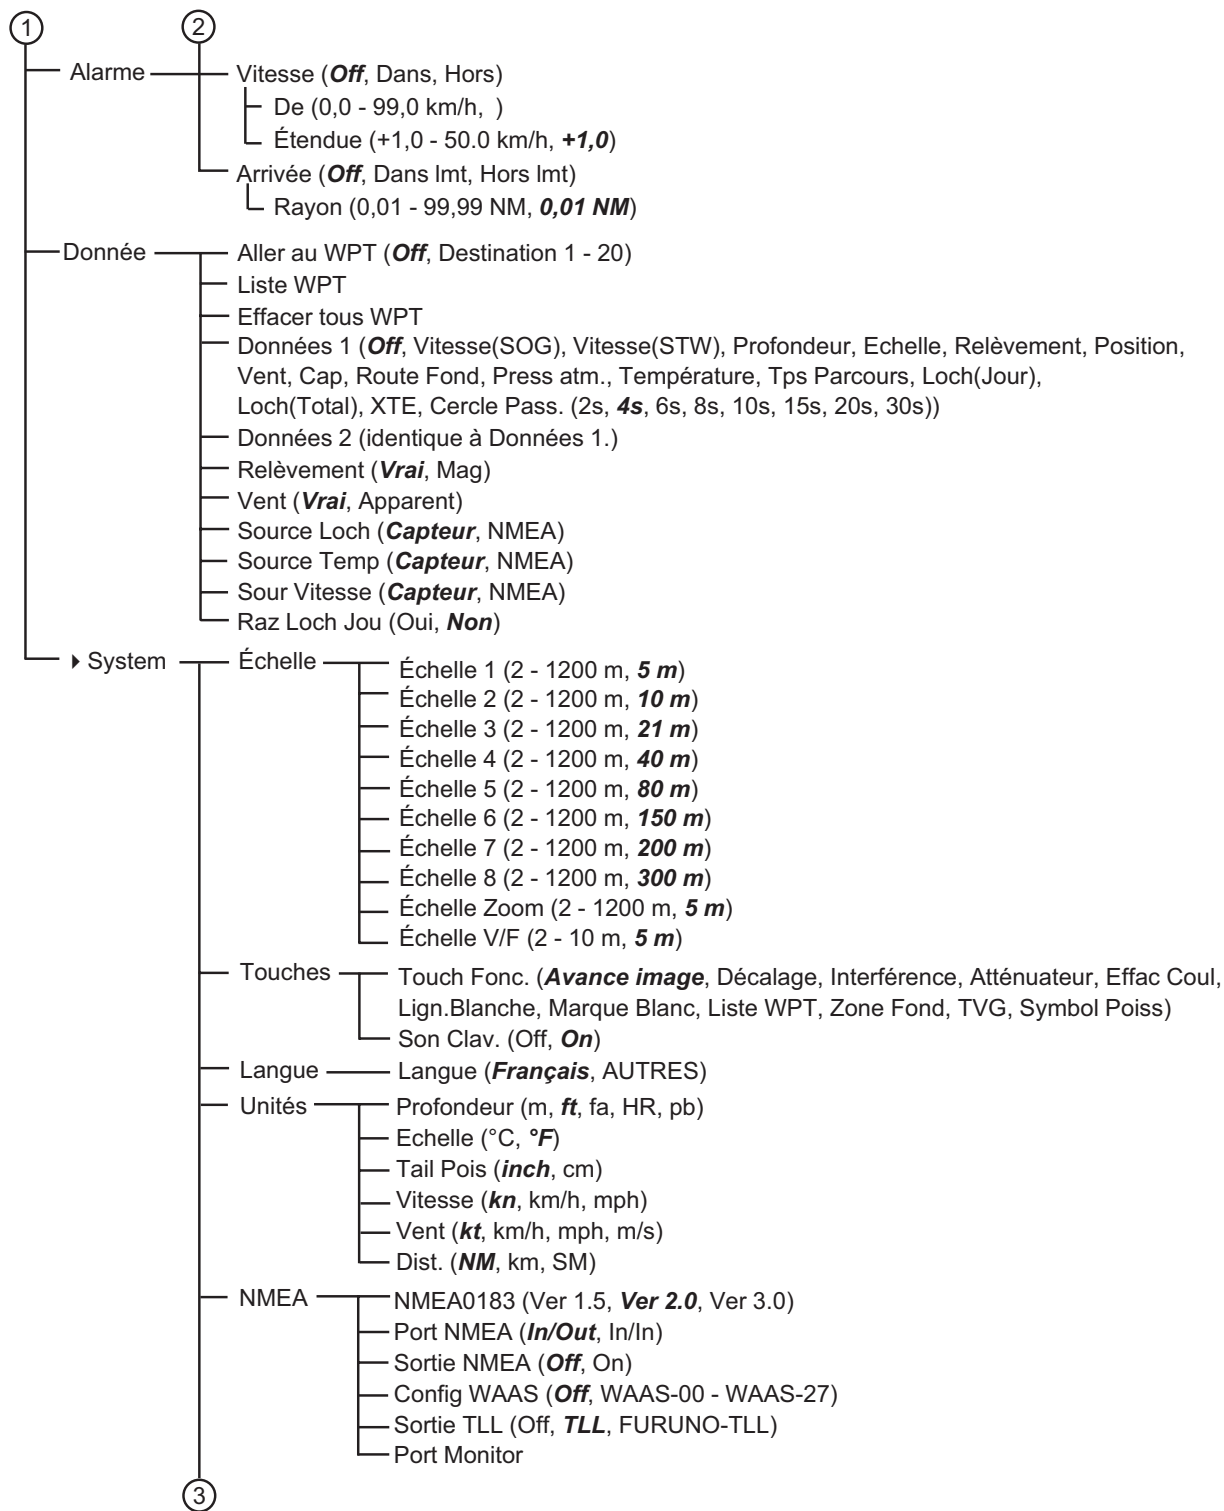 1
2
Alarme
Vitesse (Off, Dans, Hors)
De (0,0 - 99,0 km/h,  )
Étendue (+1,0 - 50.0 km/h, +1,0)
Arrivée (Off, Dans lmt, Hors lmt)
Rayon (0,01 - 99,99 NM, 0,01 NM)
Donnée
Aller au WPT (Off, Destination 1 - 20)
Liste WPT
Effacer tous WPT
Données 1 (Off, Vitesse(SOG), Vitesse(STW), Profondeur, Echelle, Relèvement, Position,
Vent, Cap, Route Fond, Press atm., Température, Tps Parcours, Loch(Jour),
Loch(Total), XTE, Cercle Pass. (2s, 4s, 6s, 8s, 10s, 15s, 20s, 30s))
Données 2 (identique à Données 1.)
Relèvement (Vrai, Mag)
Vent (Vrai, Apparent)
Source Loch (Capteur, NMEA)
Source Temp (Capteur, NMEA)
Sour Vitesse (Capteur, NMEA)
Raz Loch Jou (Oui, Non)
System
Échelle
Échelle 1 (2 - 1200 m, 5 m)
Échelle 2 (2 - 1200 m, 10 m)
Échelle 3 (2 - 1200 m, 21 m)
Échelle 4 (2 - 1200 m, 40 m)
Échelle 5 (2 - 1200 m, 80 m)
Échelle 6 (2 - 1200 m, 150 m)
Échelle 7 (2 - 1200 m, 200 m)
Échelle 8 (2 - 1200 m, 300 m)
Échelle Zoom (2 - 1200 m, 5 m)
Échelle V/F (2 - 10 m, 5 m)
Touches
Touch Fonc. (Avance image, Décalage, Interférence, Atténuateur, Effac Coul,
Lign.Blanche, Marque Blanc, Liste WPT, Zone Fond, TVG, Symbol Poiss)
Son Clav. (Off, On)
Langue
Langue (Français, AUTRES)
Unités
Profondeur (m, ft, fa, HR, pb)
Echelle (°C, °F)
Tail Pois (inch, cm)
Vitesse (kn, km/h, mph)
Vent (kt, km/h, mph, m/s)
Dist. (NM, km, SM)
NMEA
NMEA0183 (Ver 1.5, Ver 2.0, Ver 3.0)
Port NMEA (In/Out, In/In)
Sortie NMEA (Off, On)
Config WAAS (Off, WAAS-00 - WAAS-27)
Sortie TLL (Off, TLL, FURUNO-TLL)
Port Monitor
3